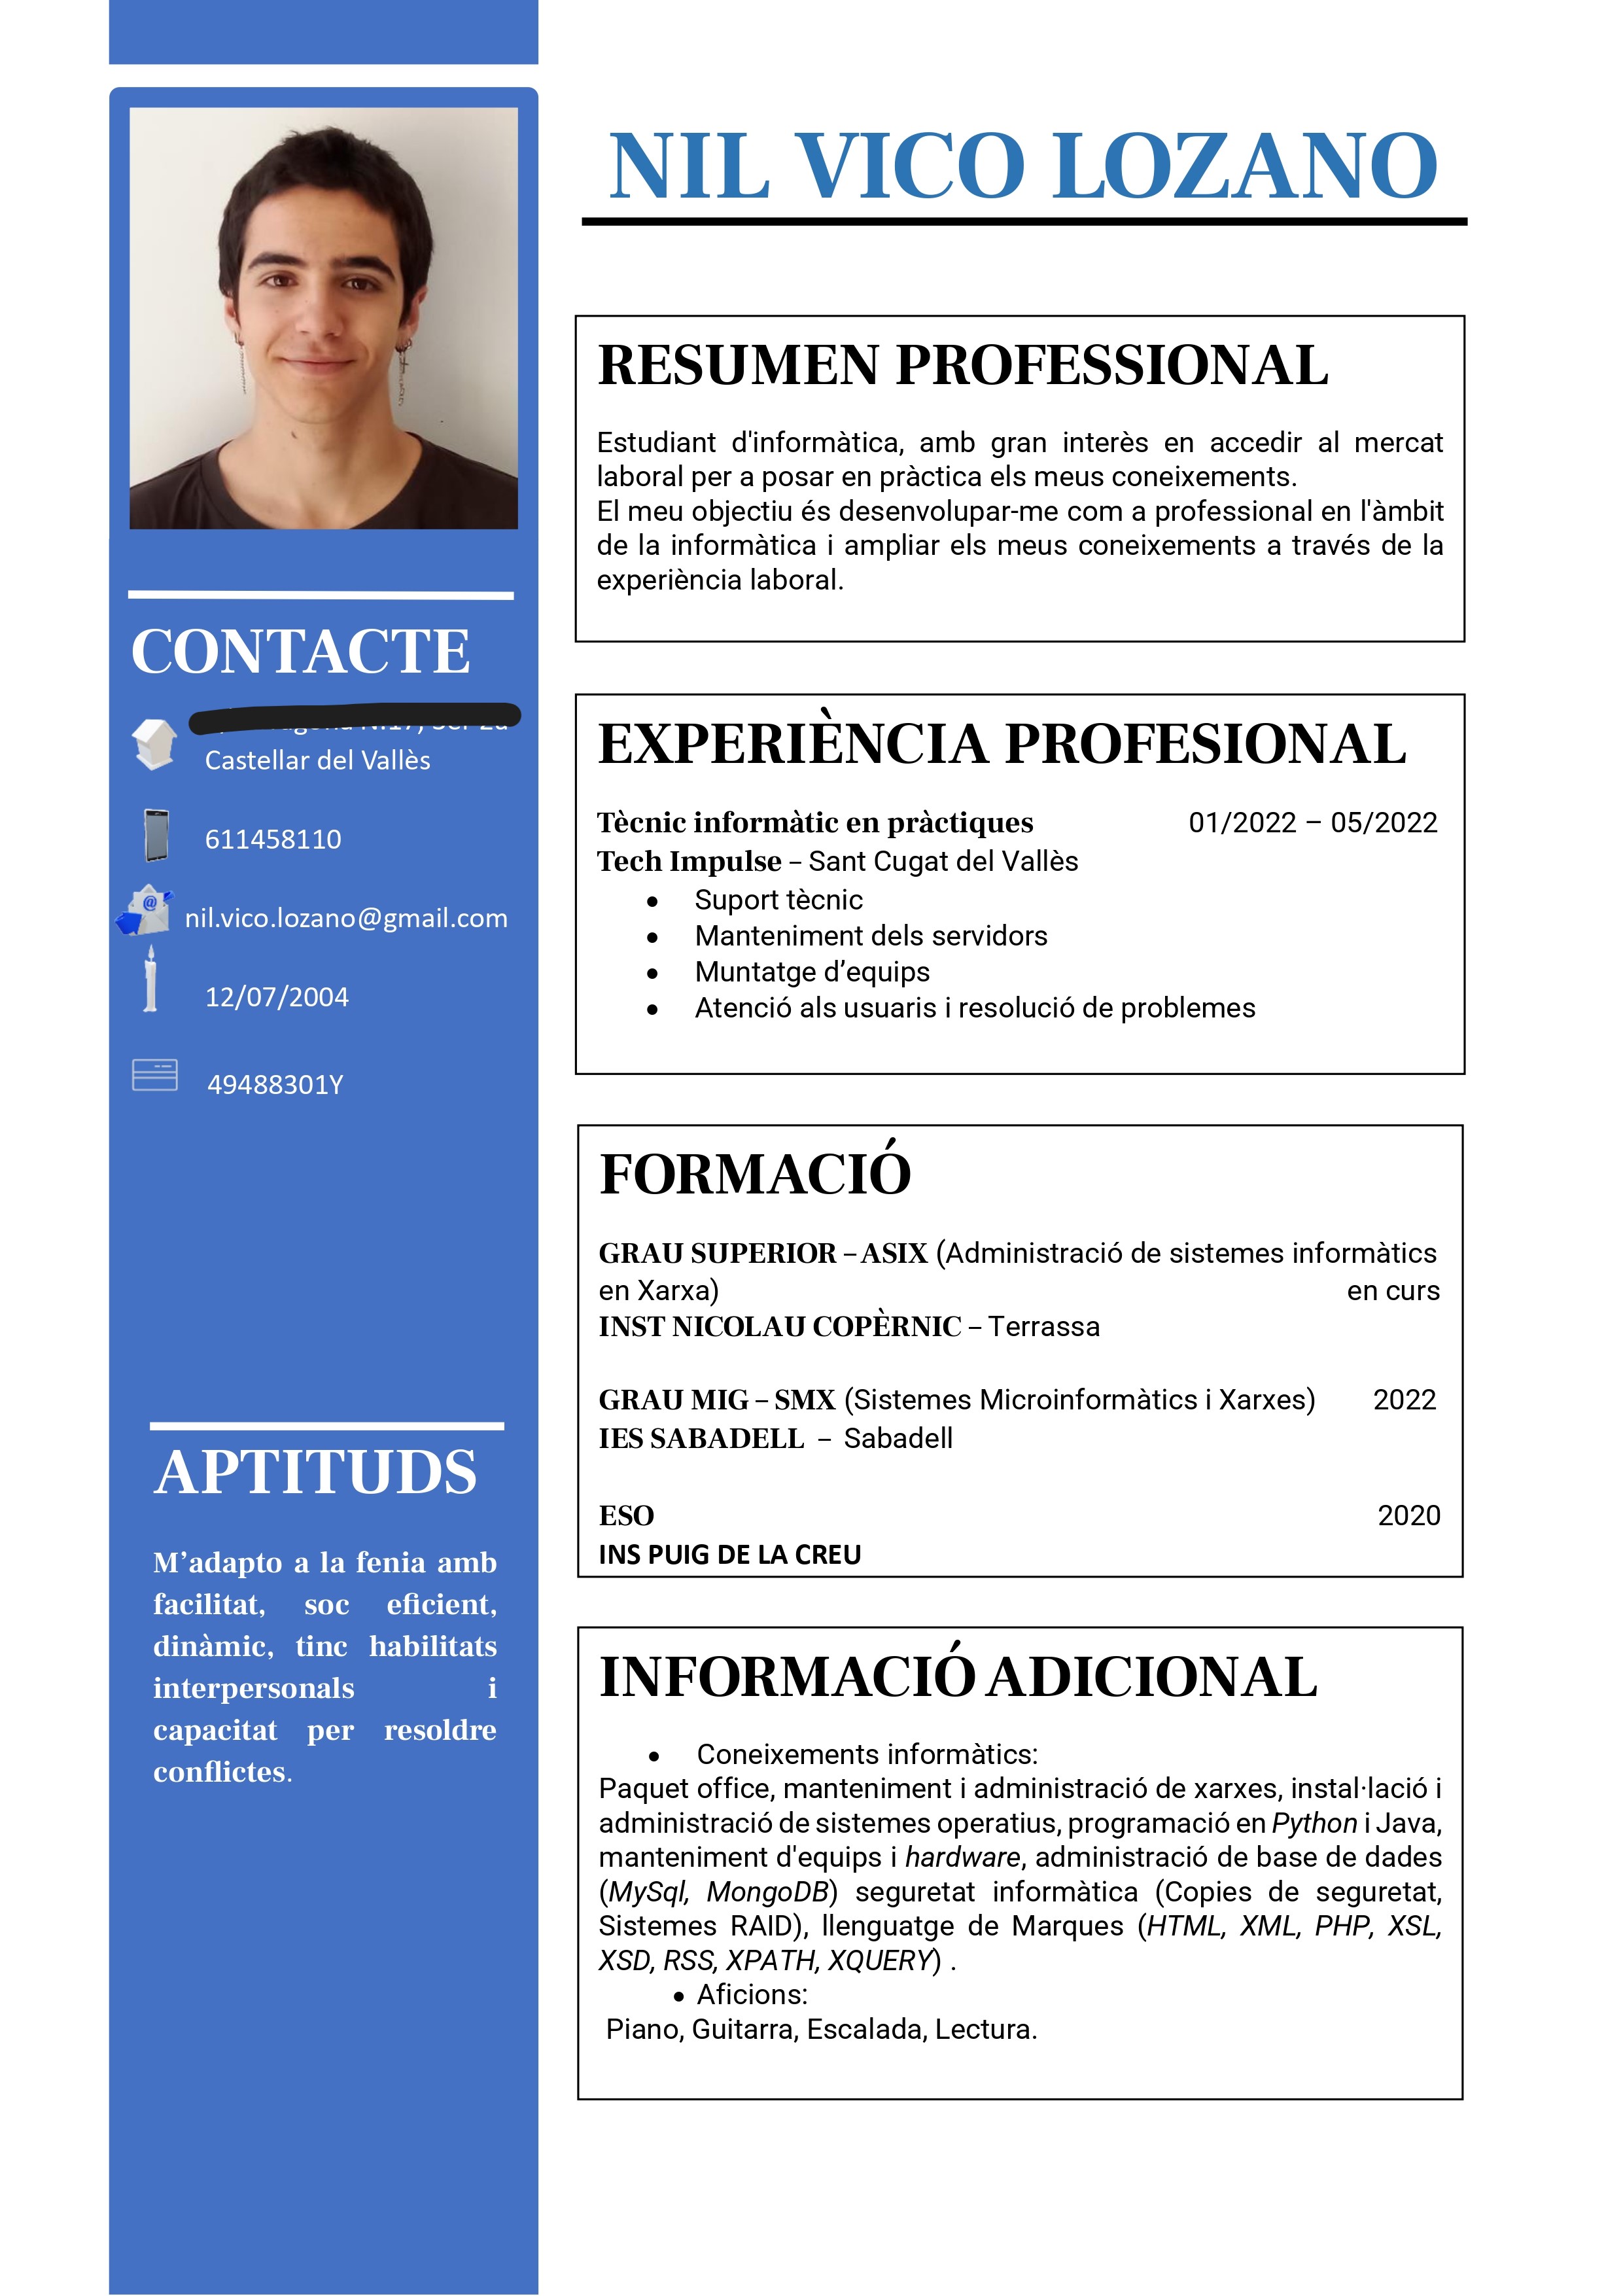 NIL VICO LOZANO
CONTACTE
Castellar del Vallès
611458110
nil.vico.lozano@gmail.com
12/07/2004
49488301Y
APTITUDS
M’adapto a la fenia amb
facilitat, soc eficient,
dinàmic, tinc habilitats
interpersonals i
capacitat per resoldre
conflictes.
RESUMEN PROFESSIONAL
Estudiant d'informàtica, amb gran interès en accedir al mercat
laboral per a posar en pràctica els meus coneixements.
El meu objectiu és desenvolupar-me com a professional en l'àmbit
de la informàtica i ampliar els meus coneixements a través de la
experiència laboral.
EXPERIÈNCIA PROFESIONAL
Tècnic informàtic en pràctiques 01/2022 – 05/2022
Tech Impulse – Sant Cugat del Vallès
• Suport tècnic
• Manteniment dels servidors
• Muntatge d’equips
• Atenció als usuaris i resolució de problemes
FORMACIÓ
GRAU SUPERIOR – ASIX (Administració de sistemes informàtics
en Xarxa) en curs
INST NICOLAU COPÈRNIC – Terrassa
GRAU MIG – SMX (Sistemes Microinformàtics i Xarxes) 2022
IES SABADELL – Sabadell
ESO 2020
INS PUIG DE LA CREU
INFORMACIÓ ADICIONAL
• Coneixements informàtics:
Paquet office, manteniment i administració de xarxes, instal·lació i
administració de sistemes operatius, programació en Python i Java,
manteniment d'equips i hardware, administració de base de dades
(MySql, MongoDB) seguretat informàtica (Copies de seguretat,
Sistemes RAID), llenguatge de Marques (HTML, XML, PHP, XSL,
XSD, RSS, XPATH, XQUERY) .
• Aficions:
Piano, Guitarra, Escalada, Lectura.